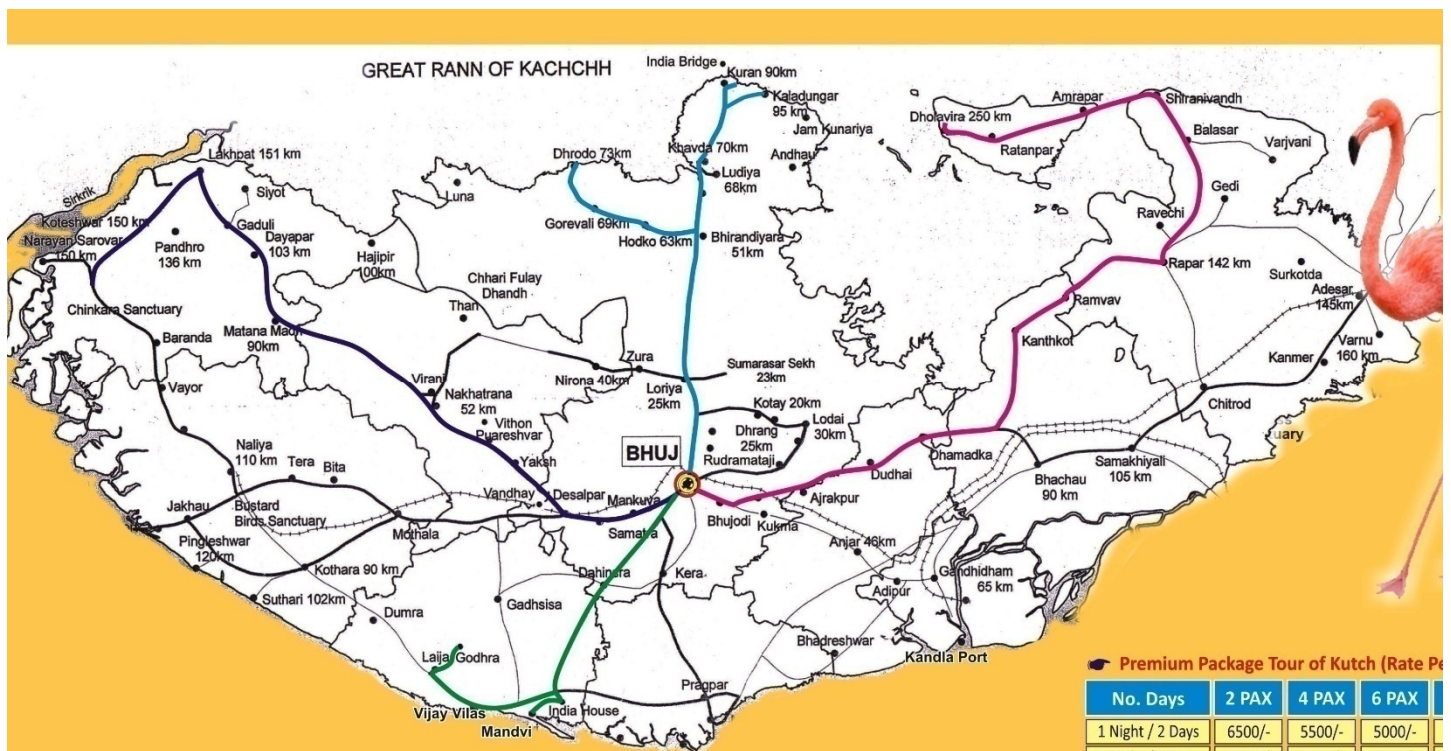 GREAT RANN OF KACHCHH
India Bridge
Kuran 90km
Kaladungar
95 km
Jam Kunariya
Khavda 70km
Andhau
Ludiya
68km
Dhrodo 73km
Gorevali 69km
Hodko 63km
Bhirandiyara
51km
Luna
Lakhpat 151 km
Siyot
Sirkrik
Koteshwar 150 km
Narayan Sarovar
150 km
Gaduli
Pandhro
136 km
Dayapar
103 km
Hajipir
100km
Chhari Fulay
Dhandh
Than
Chinkara Sanctuary
Baranda
Matana Madh
90km
Vayor
Virani
Nakhatrana
52 km
Vithon
Puareshvar
Yaksh
Nirona 40km
Zura
Loriya
25km
Sumarasar Sekh
23km
Kotay 20km
Lodai
30km
Dhrang
25km
Rudramataji
BHUJ
Dholavira 250 km
Ratanpar
Amrapar
Shiranivandh
Balasar
Varjvani
Gedi
Ravechi
Rapar 142 km
Surkotda
Adesar
145km
Ramvav
Kanthkot
Varnu
160 km
Kanmer
Chitrod
uary
Samakhiyali
105 km
Bhachau
90 km
Dhamadka
Dudhai
Ajrakpur
Bhujodi
Kukma
Anjar 46km
Gandhidham
65 km
Adipur
Kandla Port
Bhadreshwar
Naliya
110 km
Tera
Bita
Jakhau
Bustard
Birds Sanctuary
Pingleshwar
120km
Mothala
Kothara 90 km
Suthari 102km
Vandhay
Desalpar
Mankuva
Samatra
Dahinsra
Kera
Gadhsisa
Dumra
Laija
Godhra
Vijay Vilas
Mandvi
India House
Pragpar
Premium Package Tour of Kutch (Rate Pe
No. Days 2 PAX 4 PAX 6 PAX
1 Night / 2 Days 6500/- 5500/- 5000/-